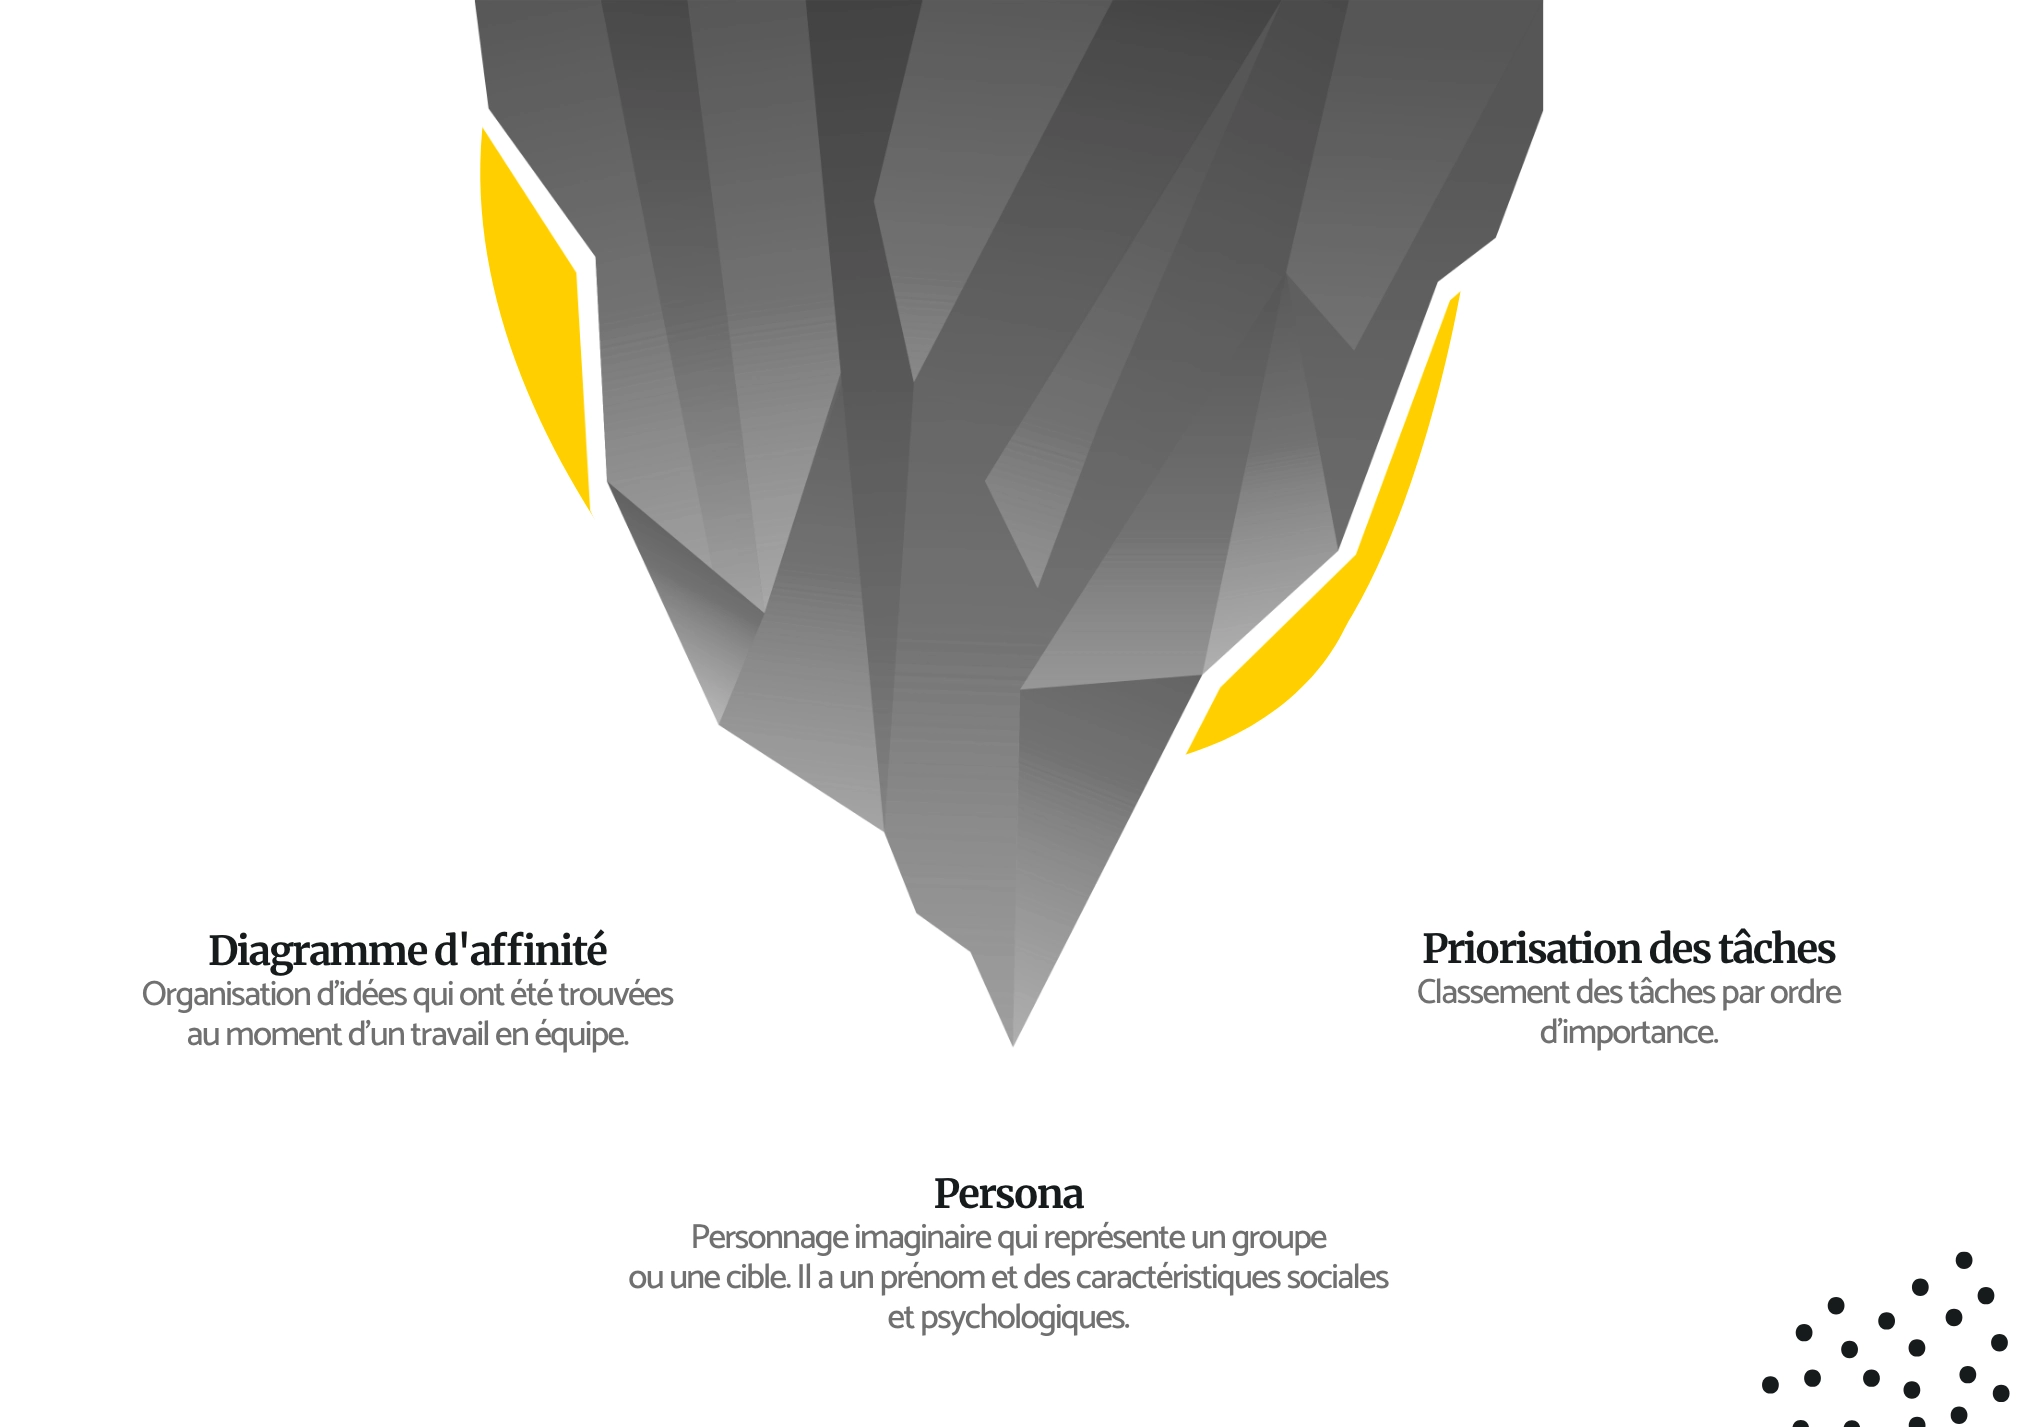 Diagramme d'affinité
Organisation d’idées qui ont été trouvées
au moment d’un travail en équipe.
Priorisation des tâches
Classement des tâches par ordre
d’importance.
Persona
Personnage imaginaire qui représente un groupe
ou une cible. Il a un prénom et des caractéristiques sociales
et psychologiques.